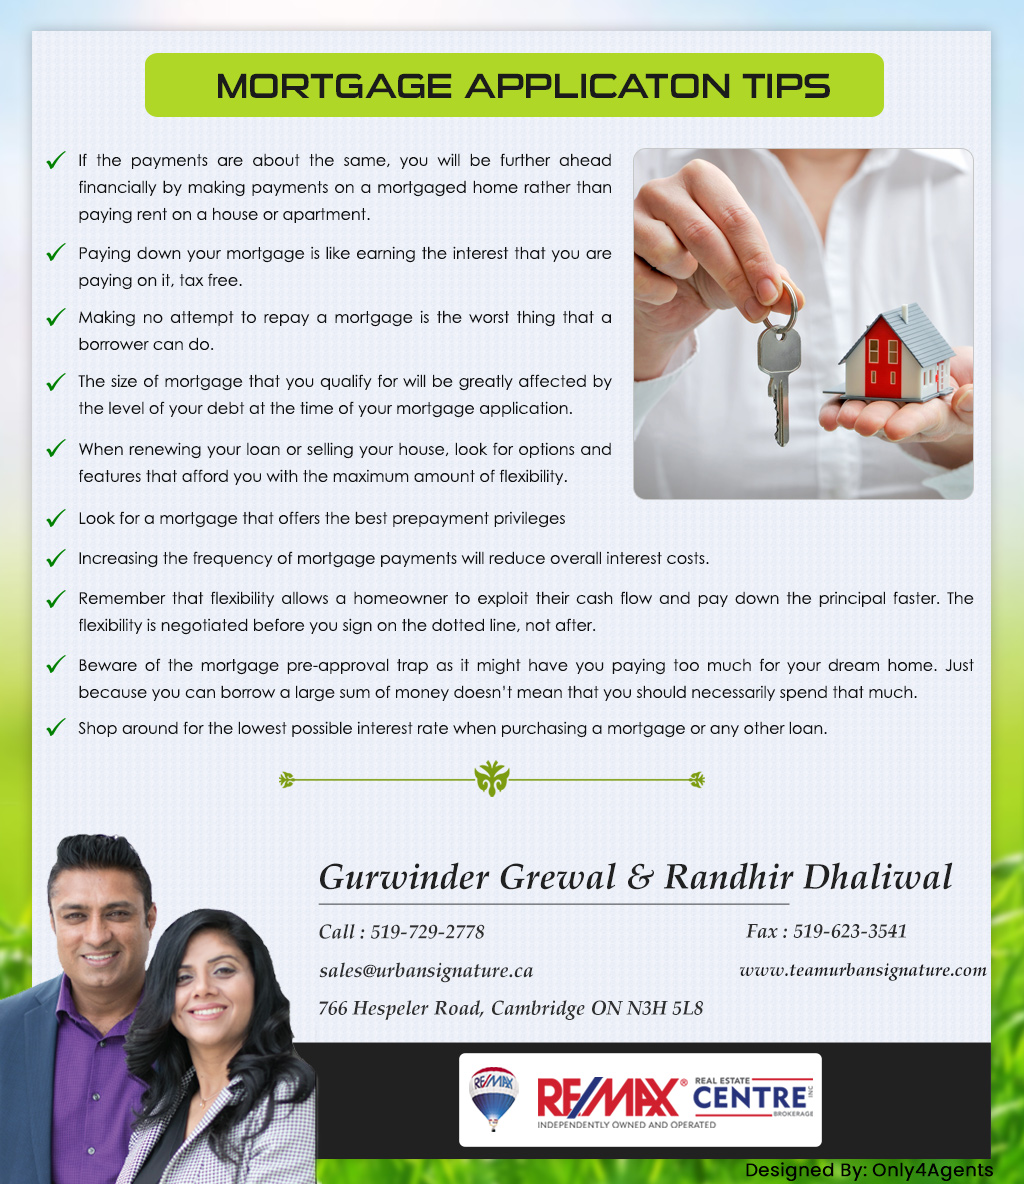 MORTGAGE APPLICATON TIPS
If the payments are about the same, you will be further ahead
financially by making payments on a mortgaged home rather than
paying rent on a house or apartment.
Paying down your mortgage is like earning the interest that you are
paying on it, tax free.
Making no attempt to repay a mortgage is the worst thing that a
borrower can do.
The size of mortgage that you qualify for will be greatly affected by
the level of your debt at the time of your mortgage application.
When renewing your loan or selling your house, look for options and
features that afford you with the maximum amount of flexibility.
Look for a mortgage that offers the best prepayment privileges
Increasing the frequency of mortgage payments will reduce overall interest costs.
Remember that flexibility allows a homeowner to exploit their cash flow and pay down the principal faster. The
flexibility is negotiated before you sign on the dotted line, not after.
Beware of the mortgage pre-approval trap as it might have you paying too much for your dream home. Just
because you can borrow a large sum of money doesn't mean that you should necessarily spend that much.
Shop around for the lowest possible interest rate when purchasing a mortgage or any other loan.
Gurwinder Grewal & Randhir Dhaliwal
Call : 519-729-2778
Fax : 519-623-3541
sales@urbansignature.ca
www.teamurbansignature.com
766 Hespeler Road, Cambridge ON N3H 5L8
RE/MAX
RE/MAX®
REAL ESTATE
CENTRE INC
BROKERAGE
INDEPENDENTLY OWNED AND OPERATED
Designed By: Only4Agents